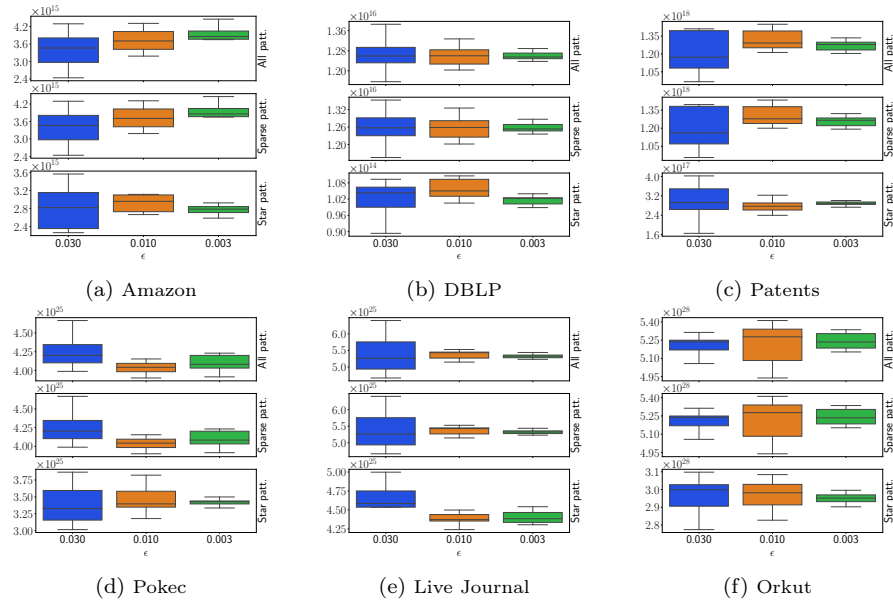 ×10^15
4.2
3.6
3.0
2.4
All patt.
×10^15
4.2
3.6
3.0
2.4
Sparse patt.
×10^15
3.6
2.8
2.4
Star patt.
0.030 0.010 0.003
ϵ
(a) Amazon
×10^16
1.36
1.28
1.20
All patt.
×10^16
1.32
1.26
1.20
Sparse patt.
×10^14
1.08
1.02
0.96
0.90
Star patt.
0.030 0.010 0.003
ϵ
(b) DBLP
×10^18
1.35
1.20
1.05
All patt.
×10^18
1.35
1.20
1.05
Sparse patt.
×10^17
4.0
3.2
2.4
1.6
Star patt.
0.030 0.010 0.003
ϵ
(c) Patents
×10^25
4.50
4.25
4.00
All patt.
×10^25
4.50
4.25
4.00
Sparse patt.
×10^25
3.75
3.50
3.25
3.00
Star patt.
0.030 0.010 0.003
ϵ
(d) Pokec
×10^25
6.0
5.5
5.0
All patt.
×10^25
6.0
5.5
5.0
Sparse patt.
×10^25
5.00
4.75
4.50
4.25
Star patt.
0.030 0.010 0.003
ϵ
(e) Live Journal
×10^28
5.40
5.25
5.10
4.95
All patt.
×10^28
5.40
5.25
5.10
4.95
Sparse patt.
×10^28
3.1
3.0
2.9
2.8
Star patt.
0.030 0.010 0.003
ϵ
(f) Orkut